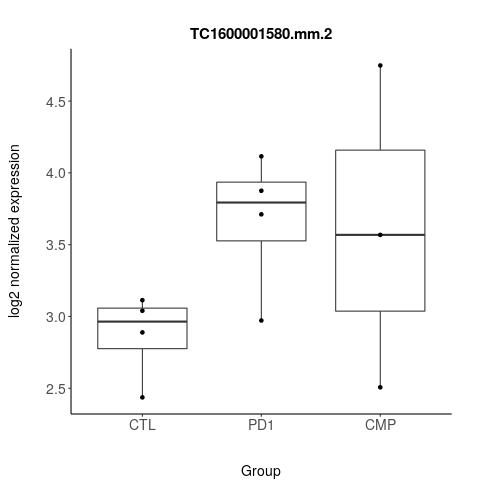 TC1600001580.mm.2
log2 normalized expression
4.5
4.0
3.5
3.0
2.5
CTL PD1 CMP
Group